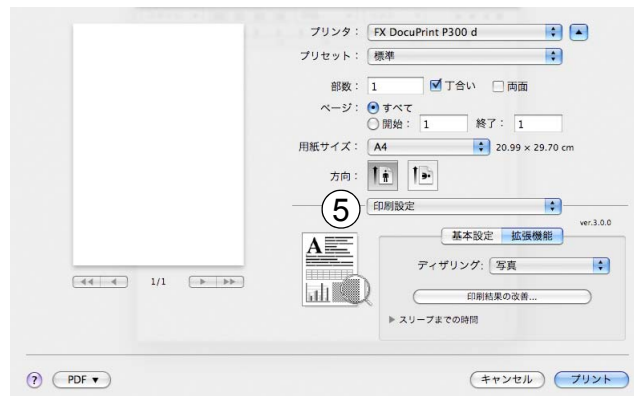 プリンタ： FX DocuPrint P300 d
プリセット： 標準
部数： 1 丁合い 両面
ページ： すべて
開始： 1 終了： 1
用紙サイズ： A4 20.99 × 29.70 cm
方向：
⑤ 印刷設定
ver.3.0.0
基本設定 拡張機能
A
ディザリング： 写真
1/1
印刷結果の改善...
スリープまでの時間
? PDF ▼ キャンセル プリント